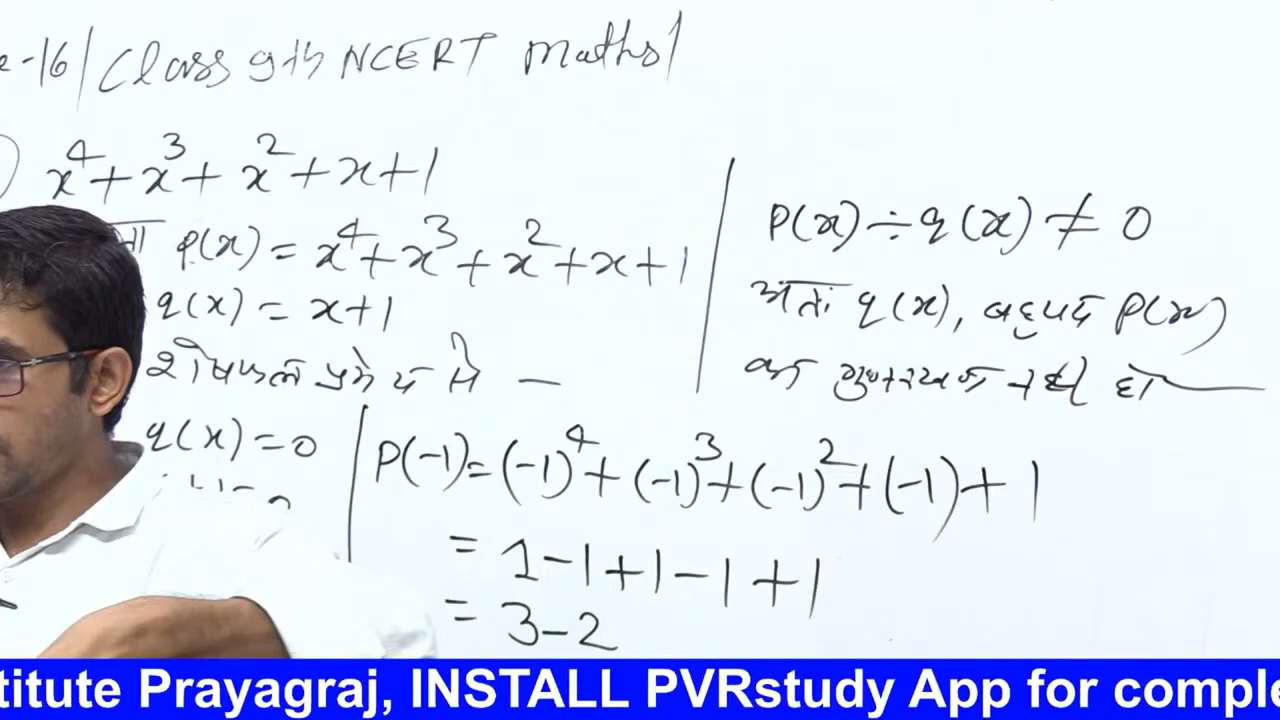 -16/Class 9th NCERT Maths/
x⁴+x³+x²+x+1
p(x)=x⁴+x³+x²+x+1
q(x)=x+1
शेषफल प्रमेय से —
q(x)=0
P(-1)=(-1)⁴+(-1)³+(-1)²+(-1)+1
= 1-1+1-1+1
= 3-2
P(x)÷q(x)≠0
अतः q(x), बहुपद P(x)
का गुणनखण्ड नहीं है
titute Prayagraj, INSTALL PVRstudy App for comple